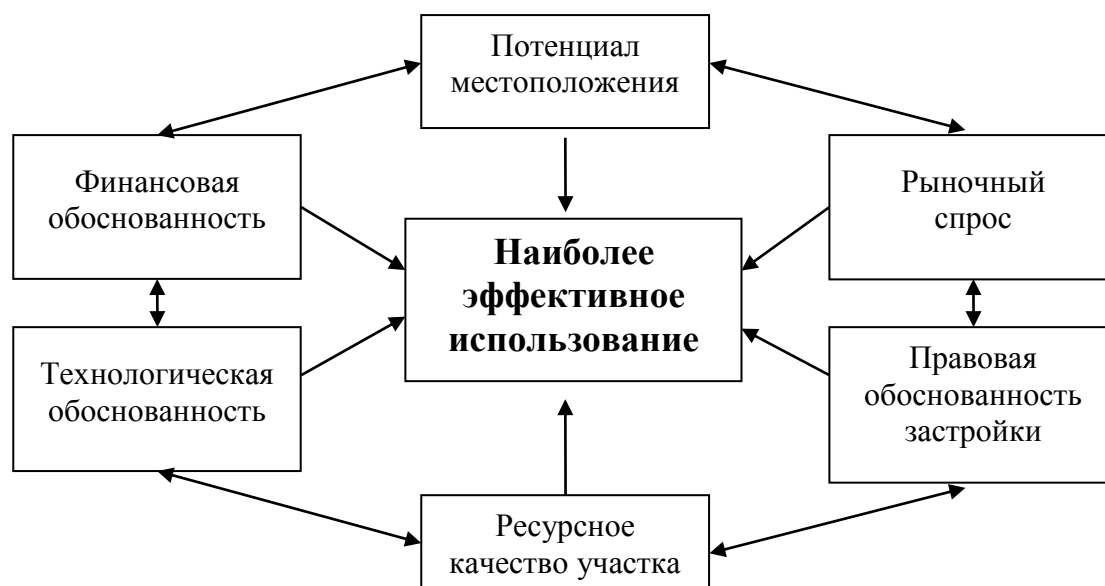 Потенциал
местоположения
Финансовая
обоснованность
Рыночный
спрос
Наиболее
эффективное
использование
Технологическая
обоснованность
Правовая
обоснованность
застройки
Ресурсное
качество участка